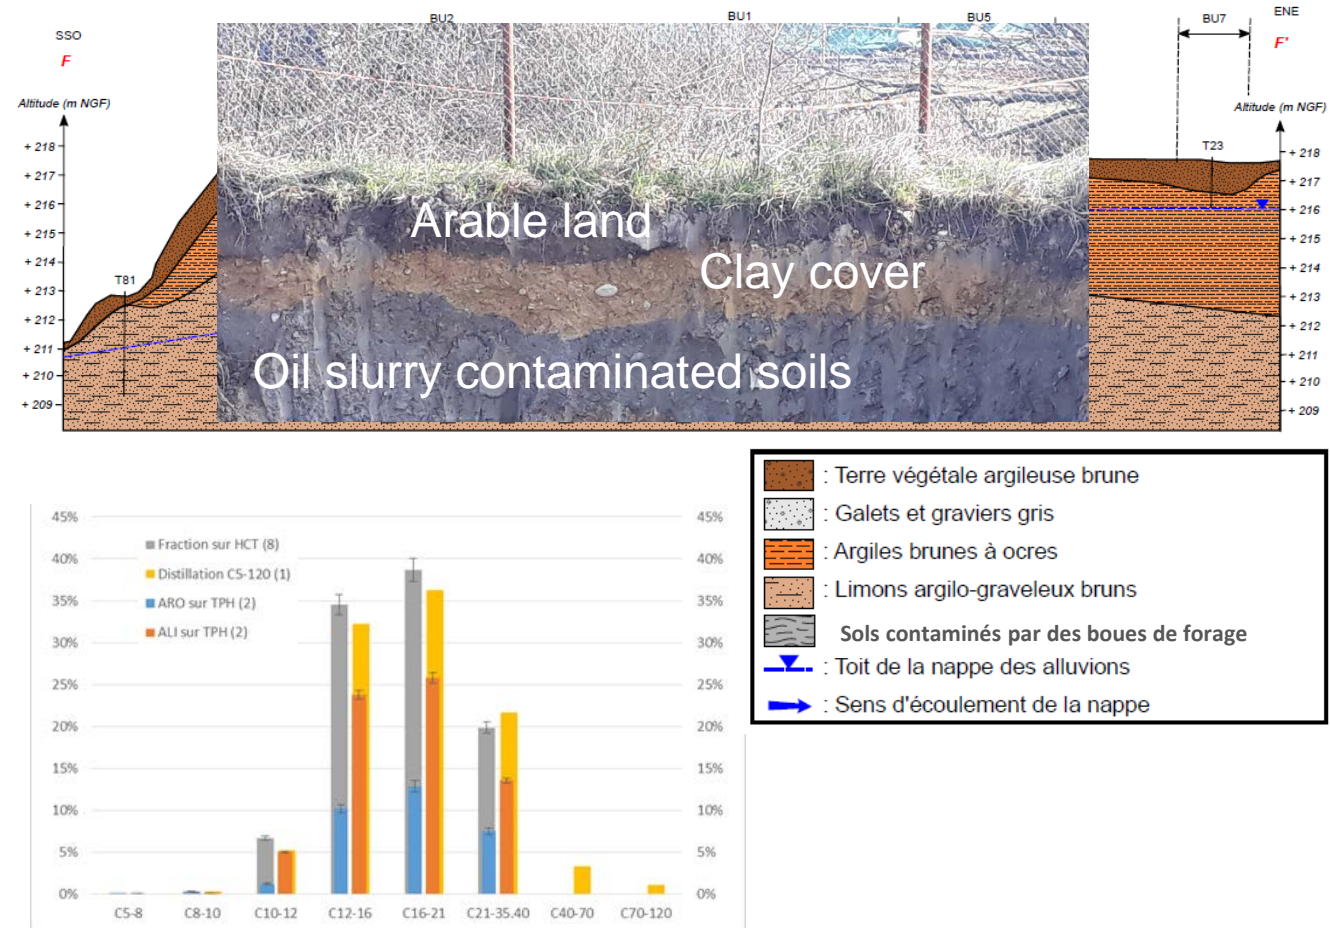 BU2
BU1
BU5
BU7
SSO
ENE
F
F'
Altitude (m NGF)
Altitude (m NGF)
+ 218
+ 217
+ 216
+ 215
+ 214
+ 213
+ 212
+ 211
+ 210
+ 209
T81
Arable land
Clay cover
Oil slurry contaminated soils
T23
+ 218
+ 217
+ 216
+ 215
+ 214
+ 213
+ 212
+ 211
+ 210
+ 209
: Terre végétale argileuse brune
: Galets et graviers gris
: Argiles brunes à ocres
: Limons argilo-graveleux bruns
Sols contaminés par des boues de forage
: Toit de la nappe des alluvions
: Sens d'écoulement de la nappe
45%
40%
35%
30%
25%
20%
15%
10%
5%
0%
Fraction sur HCT (8)
Distillation C5-120 (1)
ARO sur TPH (2)
ALI sur TPH (2)
45%
40%
35%
30%
25%
20%
15%
10%
5%
0%
C5-8 C8-10 C10-12 C12-16 C16-21 C21-35.40 C40-70 C70-120